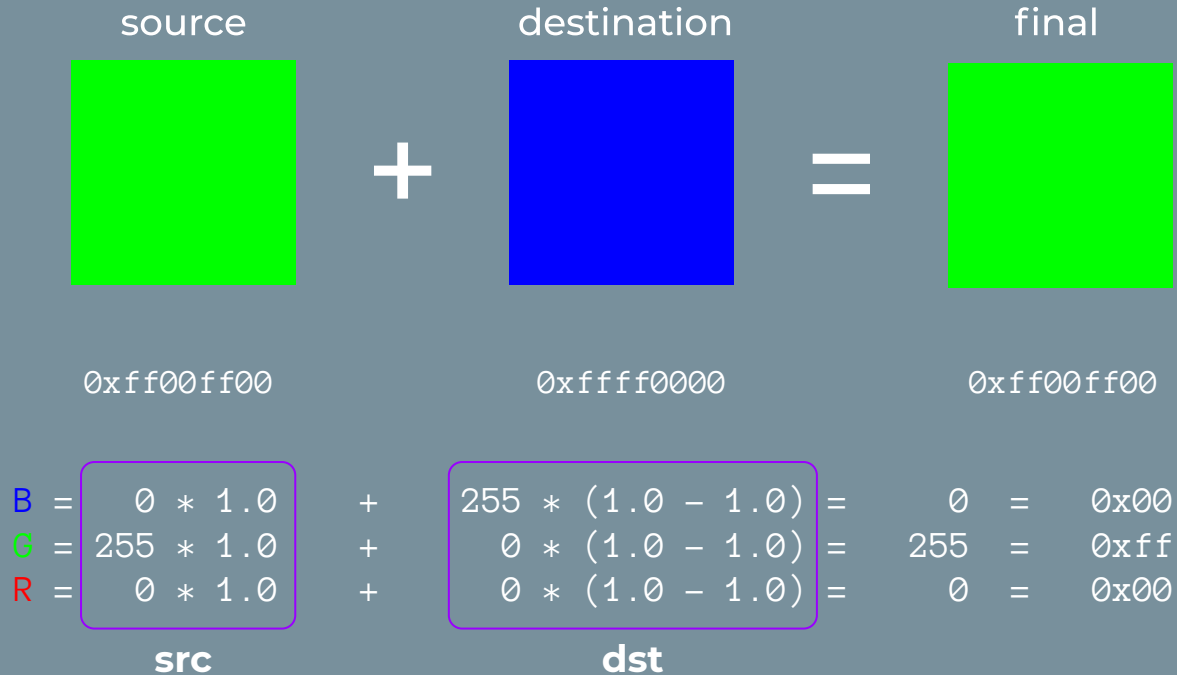 source destination final
+ =
0xff00ff00 0xffff0000 0xff00ff00
B = 0 * 1.0 + 255 * (1.0 - 1.0) = 0 = 0x00
G = 255 * 1.0 + 0 * (1.0 - 1.0) = 255 = 0xff
R = 0 * 1.0 + 0 * (1.0 - 1.0) = 0 = 0x00
src dst